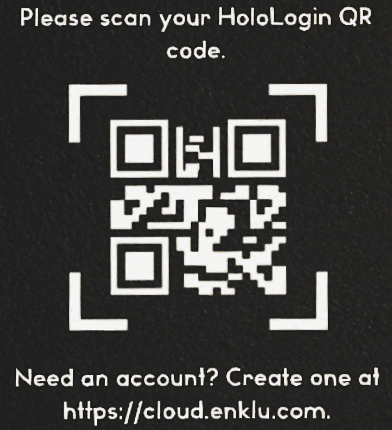 Please scan your HoloLogin QR
code.
Need an account? Create one at
https://cloud.enklu.com.